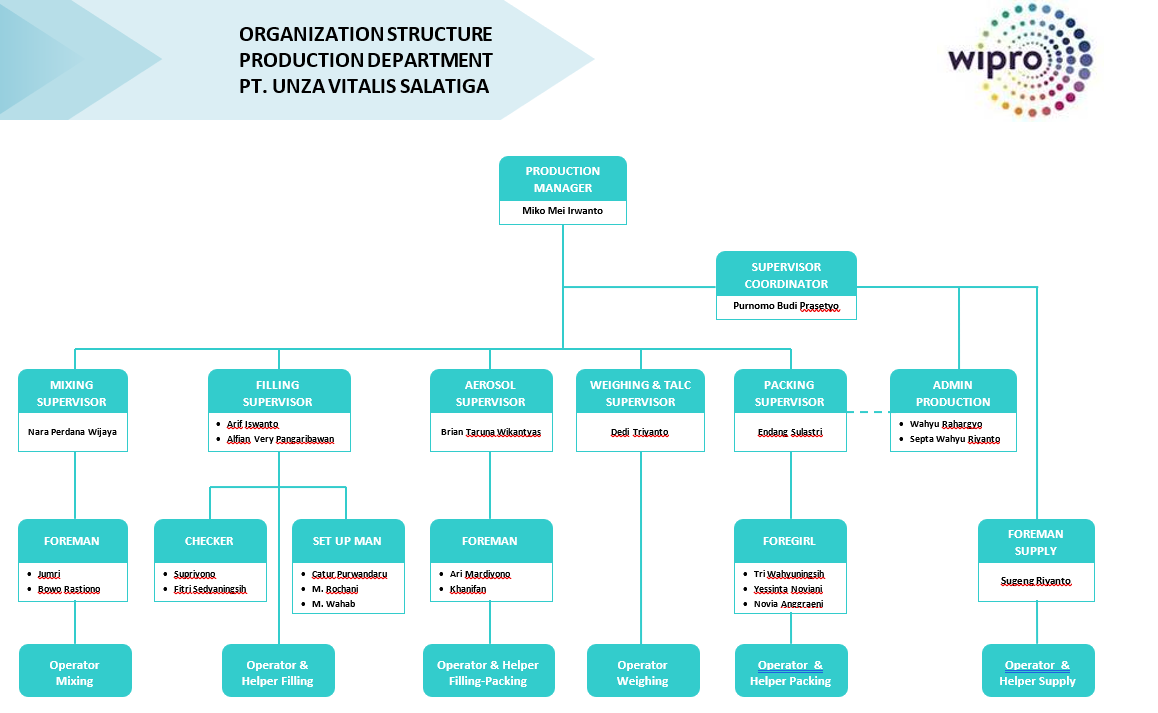 ORGANIZATION STRUCTURE
PRODUCTION DEPARTMENT
PT. UNZA VITALIS SALATIGA
wipro
PRODUCTION
MANAGER
Miko Mei Irwanto
SUPERVISOR
COORDINATOR
Purnomo Budi Prasetyo
MIXING
SUPERVISOR
Nara Perdana Wijaya
FILLING
SUPERVISOR
• Arif Iswanto
• Alfian Very Pangaribawan
AEROSOL
SUPERVISOR
Brian Taruna Wikantyas
WEIGHING & TALC
SUPERVISOR
Dedi Triyanto
PACKING
SUPERVISOR
Endang Sulastri
ADMIN
PRODUCTION
• Wahyu Rahargyo
• Septa Wahyu Riyanto
FOREMAN
• Jumri
• Bowo Rastiono
CHECKER
• Supriyono
• Fitri Sedyaningsih
SET UP MAN
• Catur Purwandaru
• M. Rochani
• M. Wahab
FOREMAN
• Ari Mardiyono
• Khanifan
FOREGIRL
• Tri Wahyuningsih
• Yessinta Noviani
• Novia Anggraeni
FOREMAN
SUPPLY
Sugeng Riyanto
Operator
Mixing
Operator &
Helper Filling
Operator & Helper
Filling-Packing
Operator
Weighing
Operator &
Helper Packing
Operator &
Helper Supply